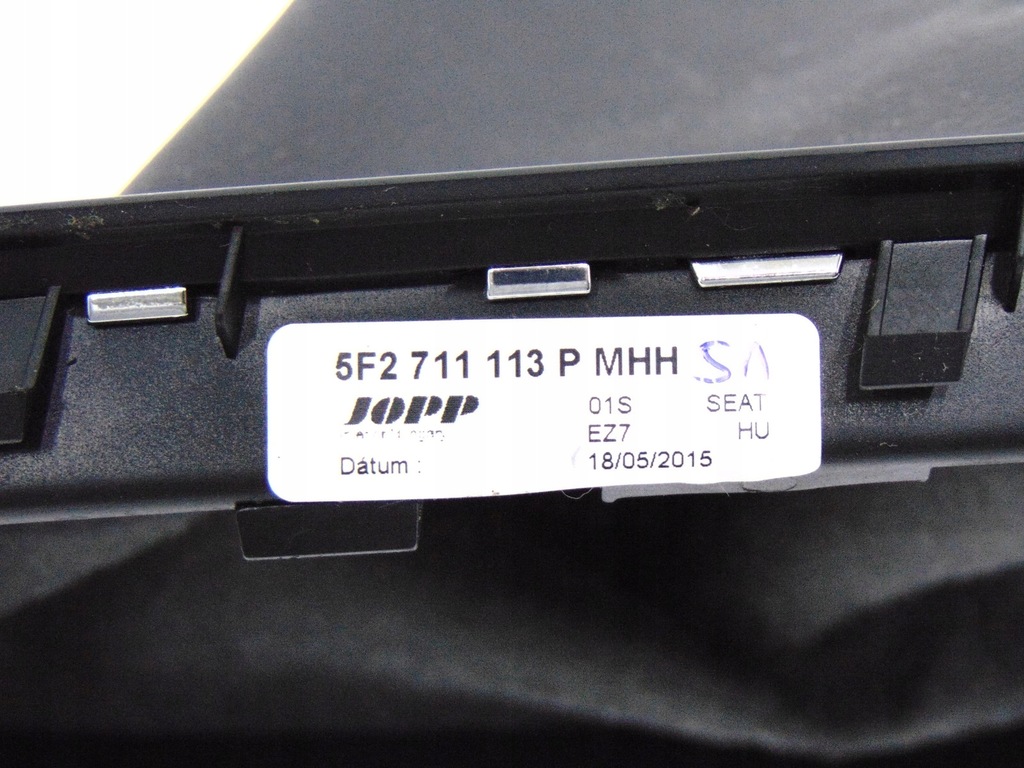 5F2 711 113 P MHH SA
JOPP
01S SEAT
EZ7 HU
Dátum : 18/05/2015